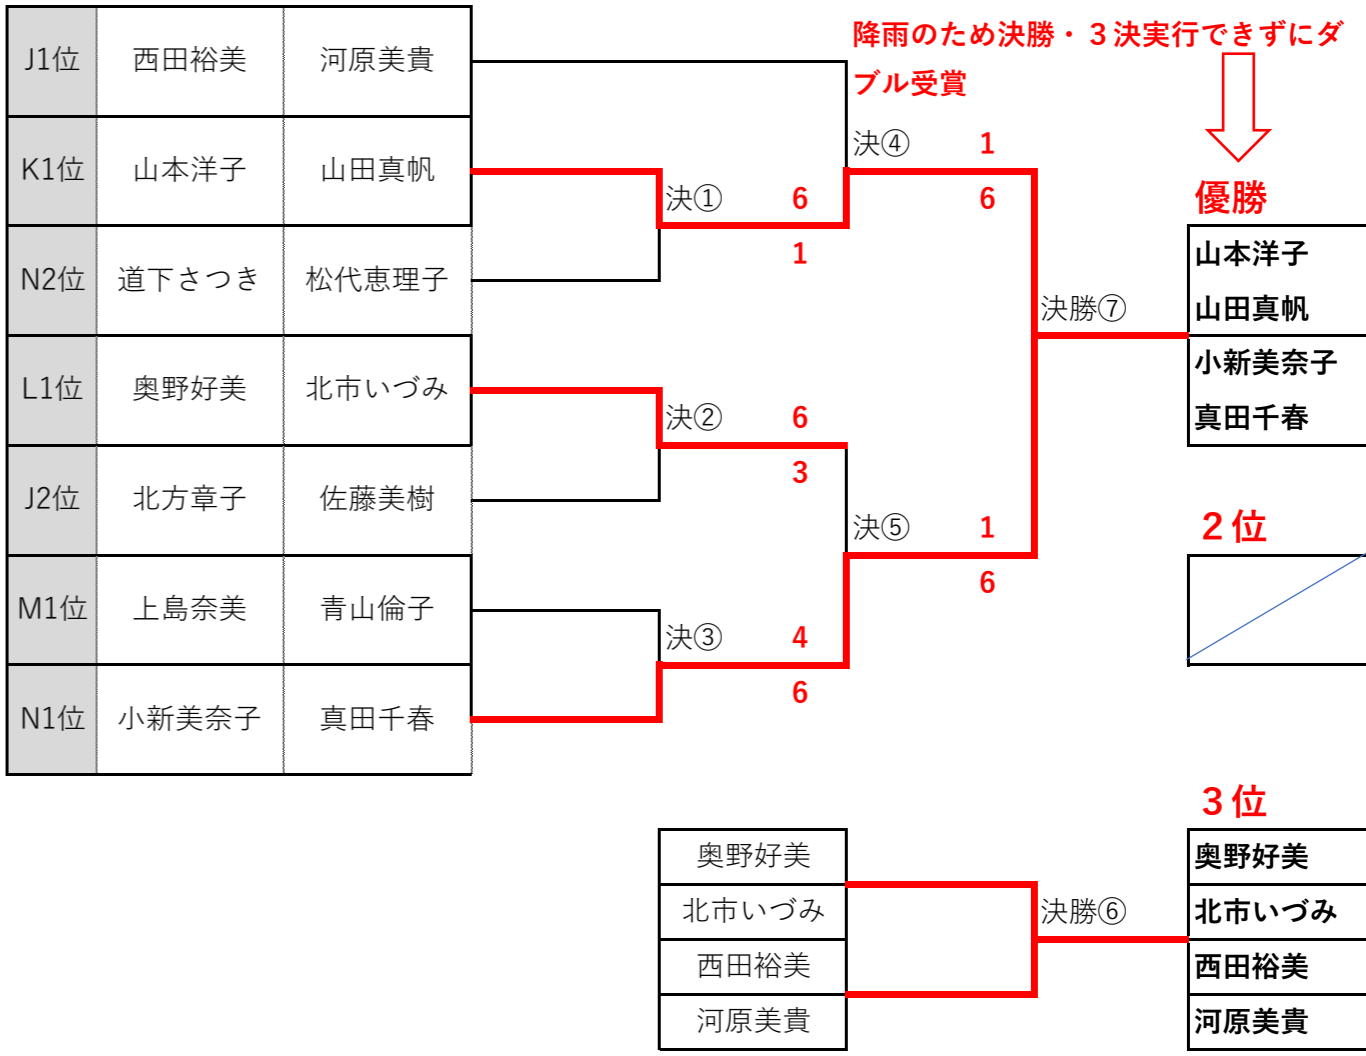 降雨のため決勝・３決実行できずにダ
ブル受賞
J1位 西田裕美 河原美貴
決④ 1
K1位 山本洋子 山田真帆
決① 6
6
優勝
1
山本洋子
N2位 道下さつき 松代恵理子
決勝⑦
山田真帆
小新美奈子
L1位 奥野好美 北市いづみ
決② 6
真田千春
3
J2位 北方章子 佐藤美樹
決⑤ 1
２位
6
M1位 上島奈美 青山倫子
決③ 4
6
N1位 小新美奈子 真田千春
３位
奥野好美
北市いづみ
西田裕美
河原美貴
決勝⑥
奥野好美
北市いづみ
西田裕美
河原美貴